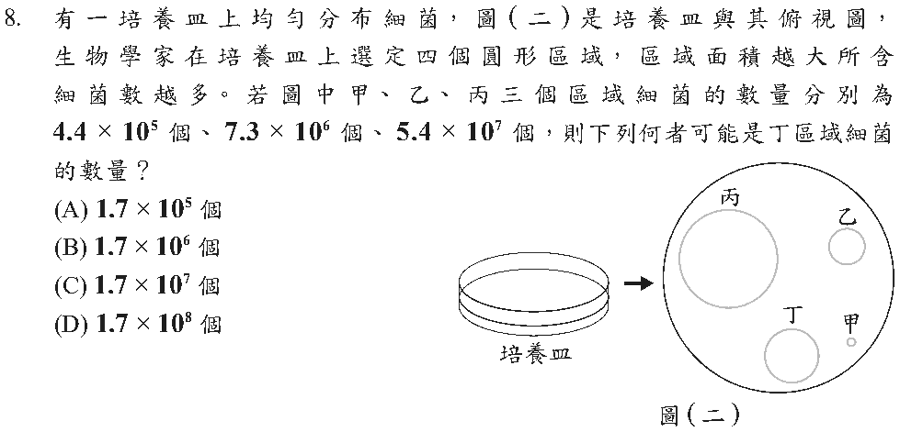 8. 有一培養皿上均勻分布細菌，圖(二)是培養皿與其俯視圖，
生物學家在培養皿上選定四個圓形區域，區域面積越大所含
細菌數越多。若圖中甲、乙、丙三個區域細菌的數量分別為
4.4 × 10⁵ 個、7.3 × 10⁶ 個、5.4 × 10⁷ 個，則下列何者可能是丁區域細菌
的數量？
(A) 1.7 × 10⁵ 個
(B) 1.7 × 10⁶ 個
(C) 1.7 × 10⁷ 個
(D) 1.7 × 10⁸ 個
丙
乙
丁
甲
培養皿
圖(二)